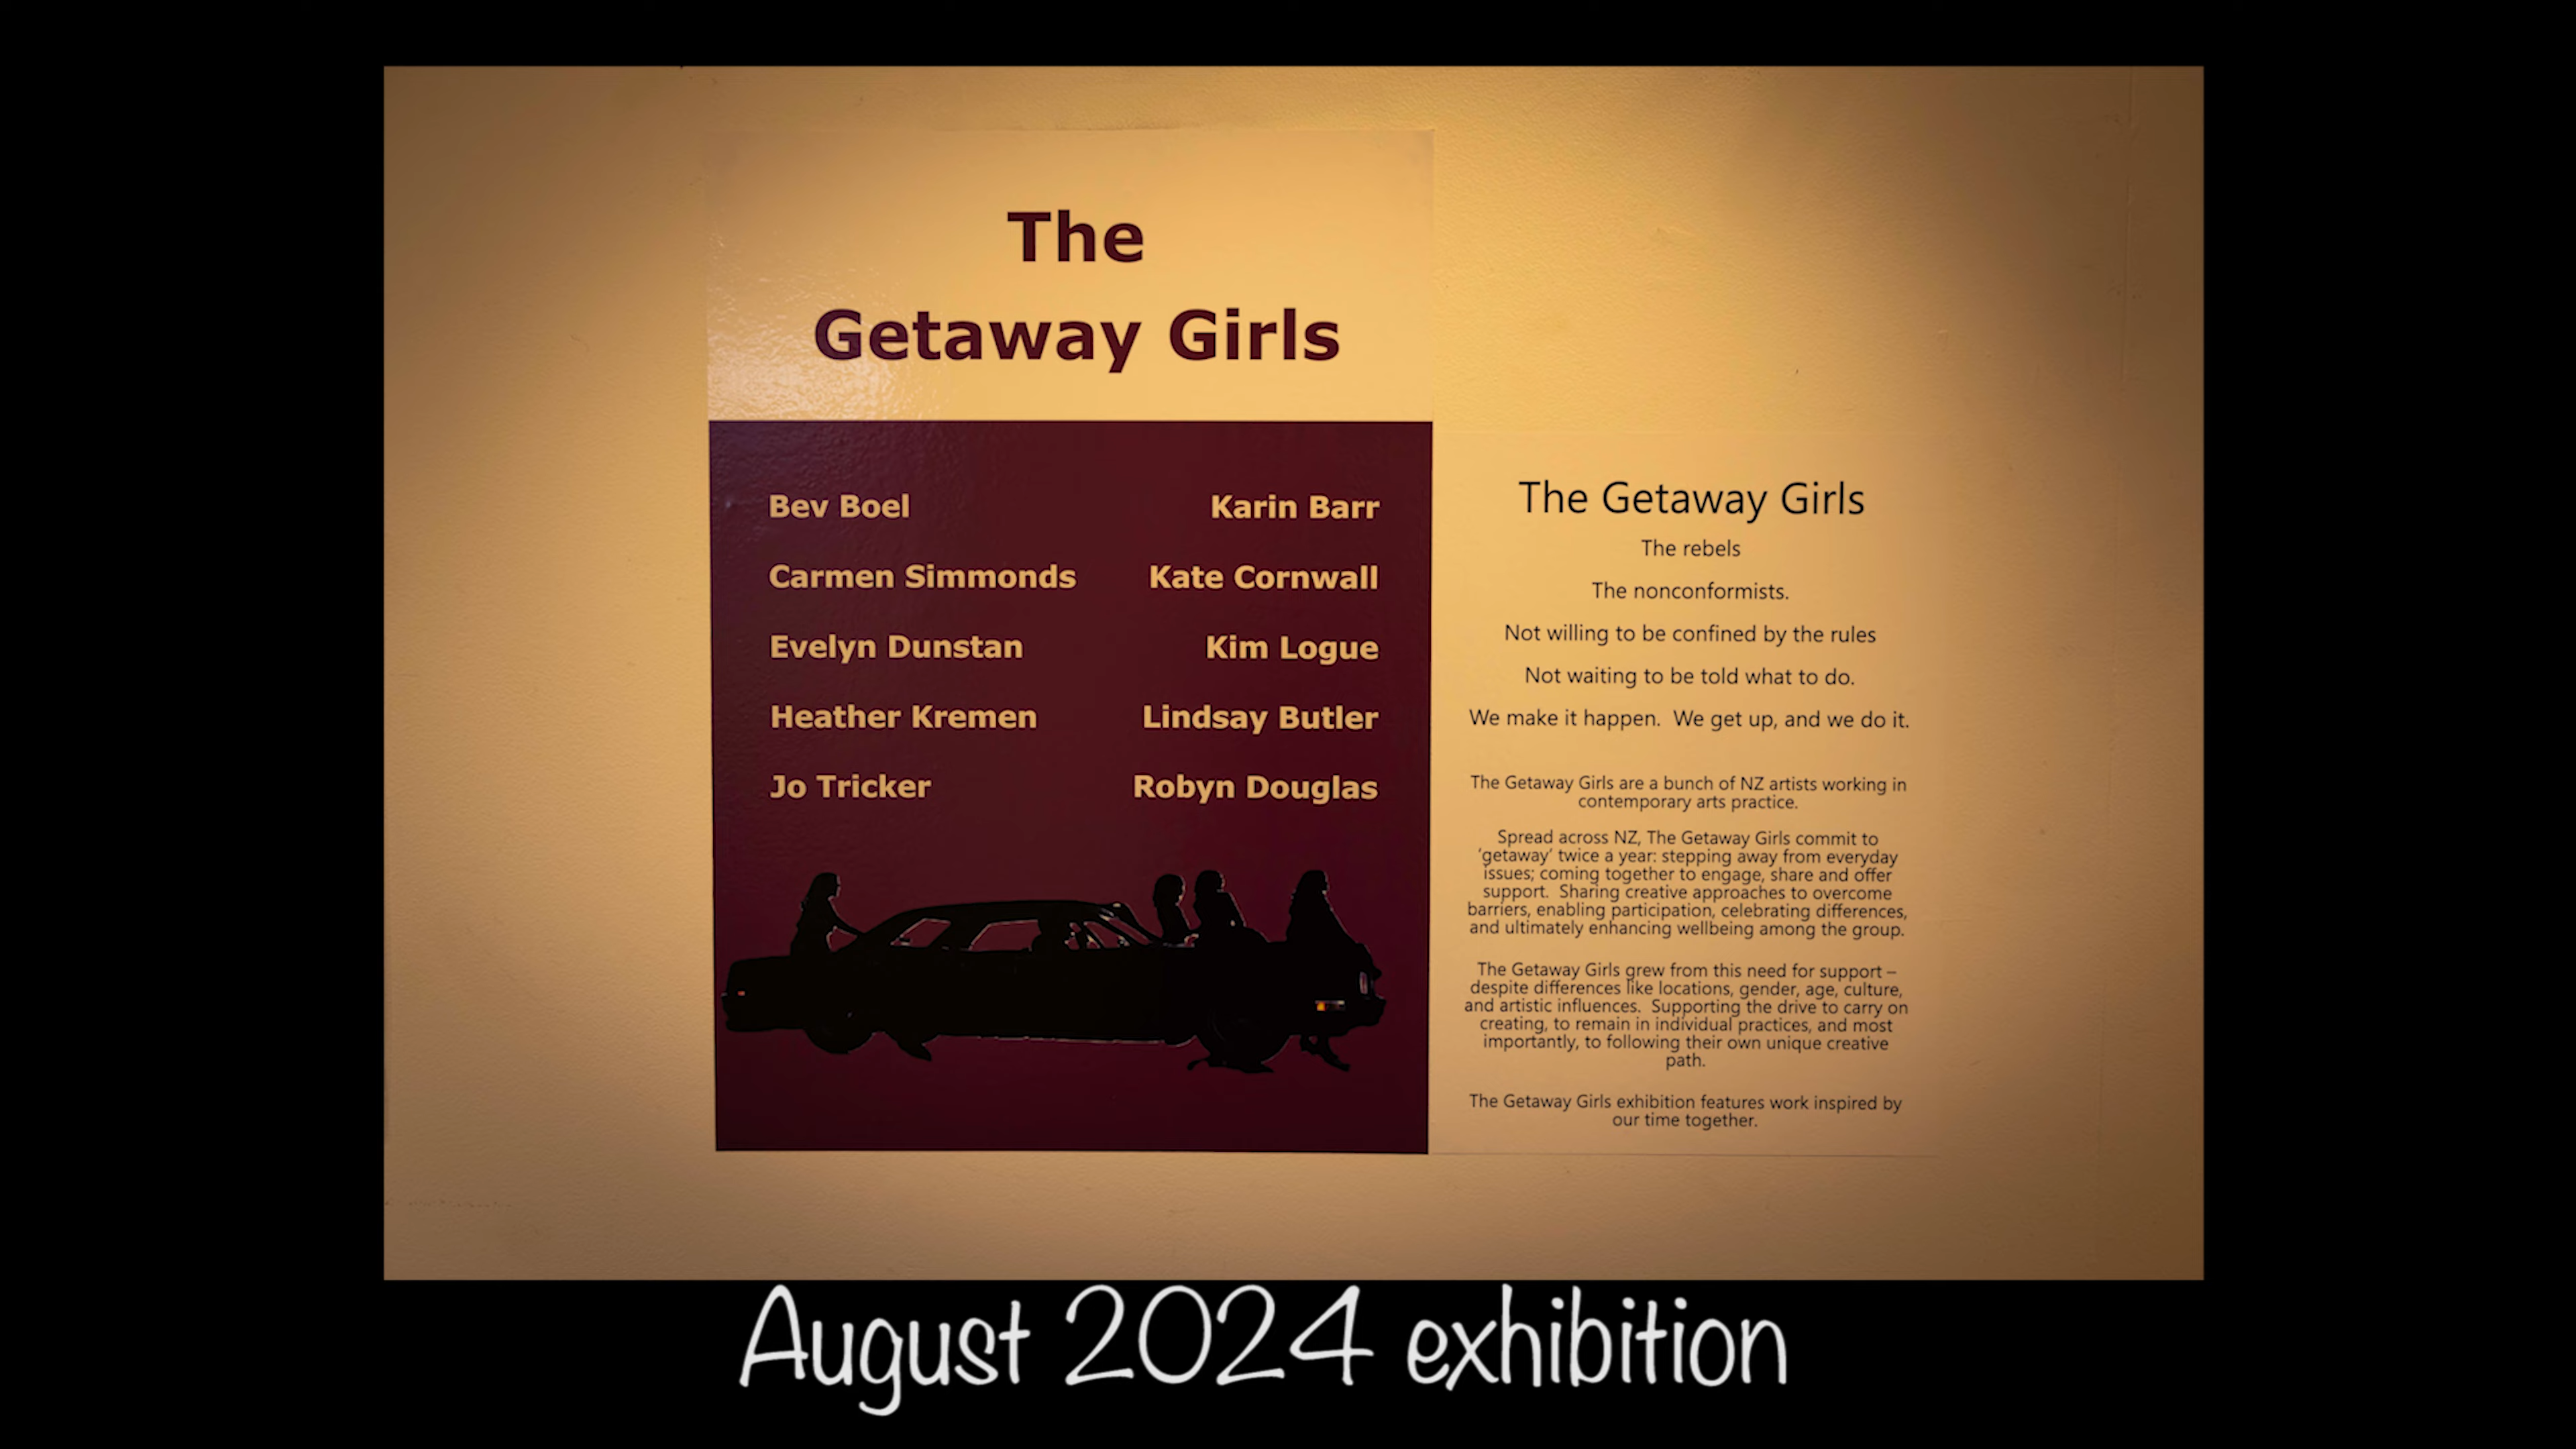 The
Getaway Girls
Bev Boel
Karin Barr
Carmen Simmonds
Kate Cornwall
Evelyn Dunstan
Kim Logue
Heather Kremen
Lindsay Butler
Jo Tricker
Robyn Douglas
The Getaway Girls
The rebels
The nonconformists.
Not willing to be confined by the rules
Not waiting to be told what to do.
We make it happen.  We get up, and we do it.
The Getaway Girls are a bunch of NZ artists working in
contemporary arts practice.
Spread across NZ, The Getaway Girls commit to
‘getaway’ twice a year: stepping away from everyday
issues; coming together to engage, share and offer
support.  Sharing creative approaches to overcome
barriers, enabling participation, celebrating differences,
and ultimately enhancing wellbeing among the group.
The Getaway Girls grew from this need for support –
despite differences like locations, gender, age, culture,
and artistic influences.  Supporting the drive to carry on
creating, to remain in individual practices, and most
importantly, to following their own unique creative
path.
The Getaway Girls exhibition features work inspired by
our time together.
August 2024 exhibition